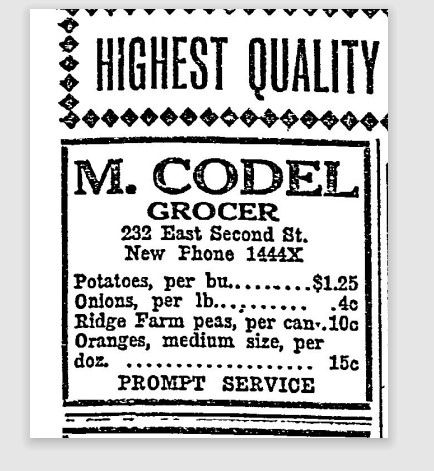 HIGHEST QUALITY
M. CODEL
GROCER
232 East Second St.
New Phone 1444X
Potatoes, per bu.........$1.25
Onions, per lb.......... .4c
Ridge Farm peas, per can..10c
Oranges, medium size, per
doz. ................... 15c
PROMPT SERVICE